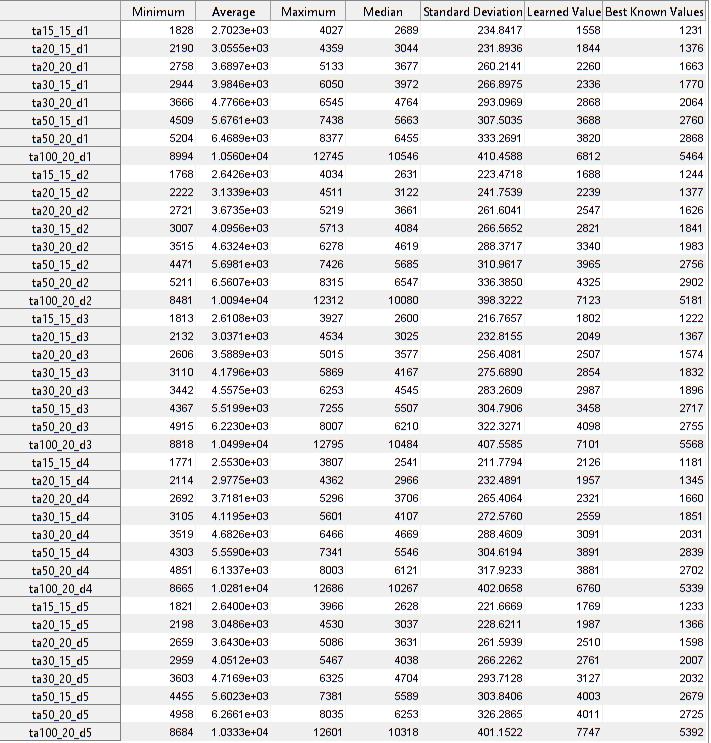 Minimum Average Maximum Median Standard Deviation Learned Value Best Known Values
ta15_15_d1 1828 2.7023e+03 4027 2689 234.8417 1558 1231
ta20_15_d1 2190 3.0555e+03 4359 3044 231.8936 1844 1376
ta20_20_d1 2758 3.6879e+03 5133 3677 260.2141 2260 1663
ta30_15_d1 2944 3.9846e+03 6050 3972 266.8975 2336 1770
ta30_20_d1 3666 4.7766e+03 6545 4764 293.0969 2868 2064
ta50_15_d1 4509 5.6761e+03 7438 5663 307.5035 3688 2760
ta50_20_d1 5204 6.4689e+03 8377 6455 333.2691 3820 2868
ta100_20_d1 8994 1.0560e+04 12745 10546 410.4588 6812 5464
ta15_15_d2 1768 2.6426e+03 4034 2631 223.4718 1688 1244
ta20_15_d2 2222 3.1339e+03 4511 3122 241.7539 2239 1377
ta20_20_d2 2721 3.6735e+03 5219 3661 261.6041 2547 1626
ta30_15_d2 3007 4.0956e+03 5713 4084 266.5652 2821 1841
ta30_20_d2 3515 4.6324e+03 6278 4619 288.3717 3340 1983
ta50_15_d2 4471 5.6981e+03 7426 5685 310.9617 3965 2756
ta50_20_d2 5211 6.5607e+03 8315 6547 336.3850 4325 2902
ta100_20_d2 8481 1.0094e+04 12312 10080 398.3222 7123 5181
ta15_15_d3 1813 2.6108e+03 3927 2600 216.7657 1802 1222
ta20_15_d3 2132 3.0371e+03 4534 3025 232.8155 2049 1367
ta20_20_d3 2606 3.5889e+03 5015 3577 256.4081 2507 1574
ta30_15_d3 3110 4.1796e+03 5869 4167 275.6890 2854 1832
ta30_20_d3 3442 4.5575e+03 6253 4545 283.2609 2987 1896
ta50_15_d3 4367 5.5199e+03 7255 5507 304.7906 3458 2717
ta50_20_d3 4915 6.2230e+03 8007 6210 322.3271 4098 2755
ta100_20_d3 8818 1.0499e+04 12795 10484 407.5585 7101 5568
ta15_15_d4 1771 2.5530e+03 3807 2541 211.7794 2126 1181
ta20_15_d4 2114 2.9775e+03 4362 2966 232.4891 1957 1345
ta20_20_d4 2692 3.7181e+03 5296 3706 265.4064 2321 1660
ta30_15_d4 3105 4.1195e+03 5601 4107 272.5760 2559 1851
ta30_20_d4 3519 4.6826e+03 6466 4669 288.4609 3091 2031
ta50_15_d4 4303 5.5590e+03 7341 5546 304.6194 3891 2839
ta50_20_d4 4851 6.1337e+03 8003 6121 317.9233 3881 2702
ta100_20_d4 8665 1.0281e+04 12686 10267 402.0658 6760 5339
ta15_15_d5 1821 2.6400e+03 3966 2628 221.6669 1769 1233
ta20_15_d5 2198 3.0486e+03 4530 3037 228.6211 1987 1366
ta20_20_d5 2659 3.6430e+03 5086 3631 261.5939 2510 1598
ta30_15_d5 2959 4.0512e+03 5467 4038 266.2262 2761 2007
ta30_20_d5 3603 4.7169e+03 6325 4704 293.7128 3127 2032
ta50_15_d5 4455 5.6023e+03 7381 5589 303.8406 4003 2679
ta50_20_d5 4958 6.2661e+03 8035 6253 326.2865 4011 2725
ta100_20_d5 8684 1.0333e+04 12601 10318 401.1522 7747 5392